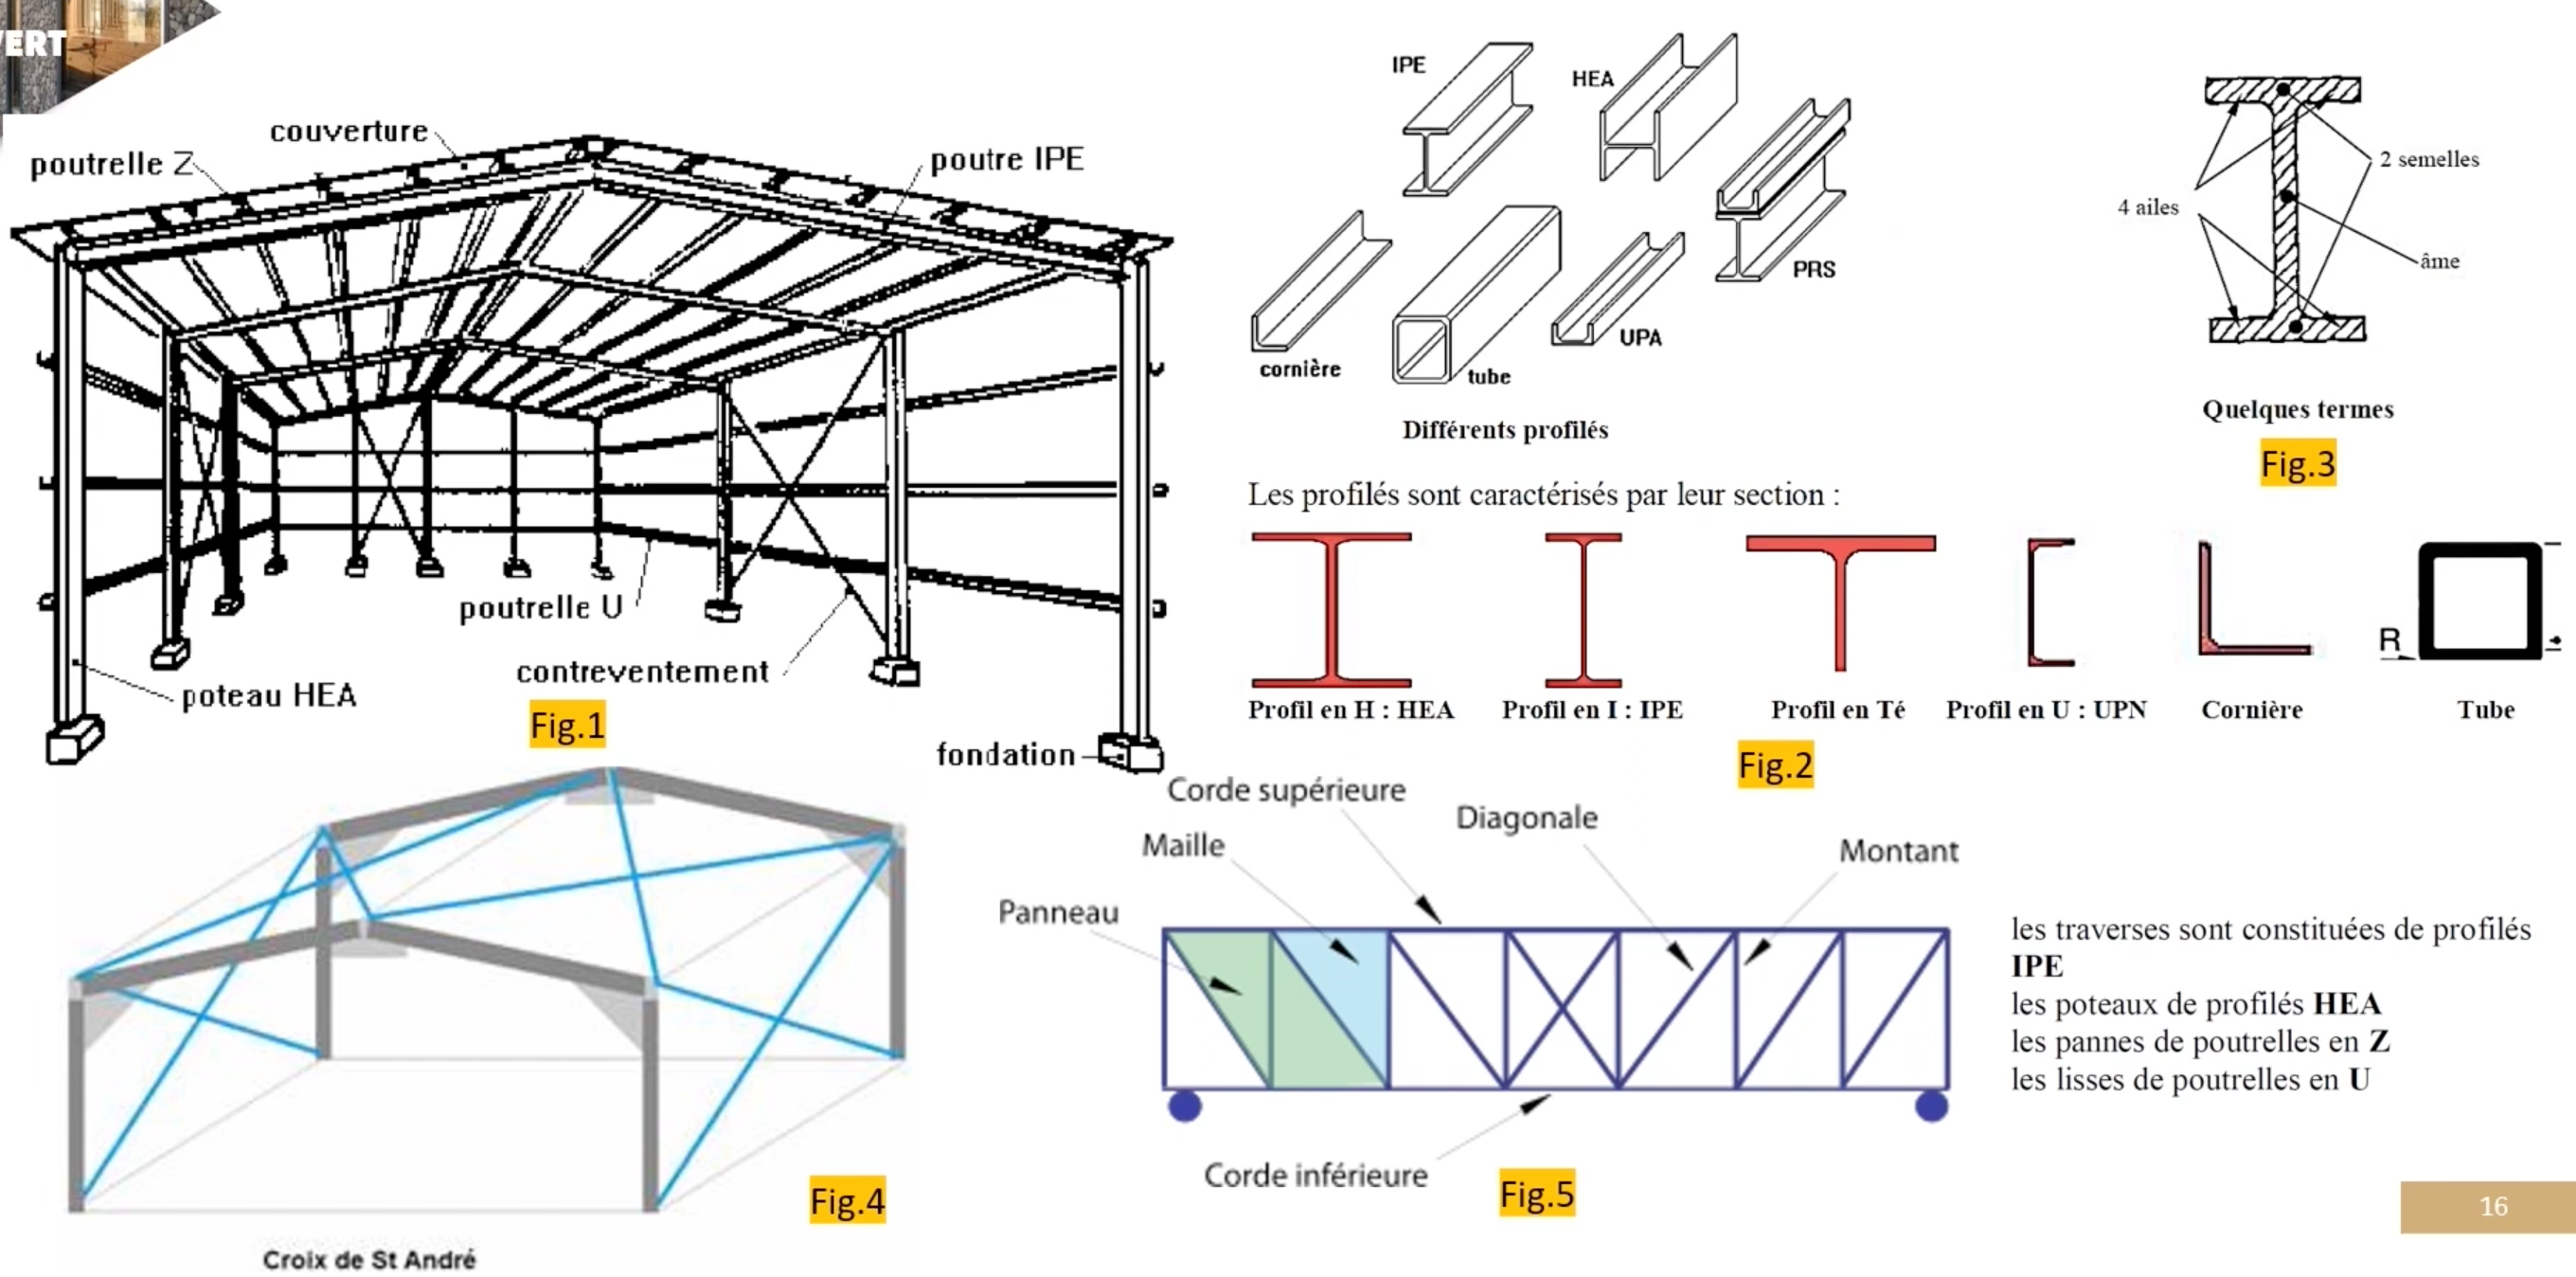 VERT
couverture
poutrelle Z
poutre IPE
poutrelle U
contreventement
poteau HEA
fondation
Fig.1
IPE
HEA
PRS
cornière
tube
UPA
Différents profilés
2 semelles
4 ailes
âme
Quelques termes
Fig.3
Les profilés sont caractérisés par leur section :
R
Profil en H : HEA
Profil en I : IPE
Profil en Té
Profil en U : UPN
Cornière
Tube
Fig.2
Fig.4
Croix de St André
Corde supérieure
Maille
Diagonale
Montant
Panneau
Corde inférieure
Fig.5
les traverses sont constituées de profilés
IPE
les poteaux de profilés HEA
les pannes de poutrelles en Z
les lisses de poutrelles en U
16